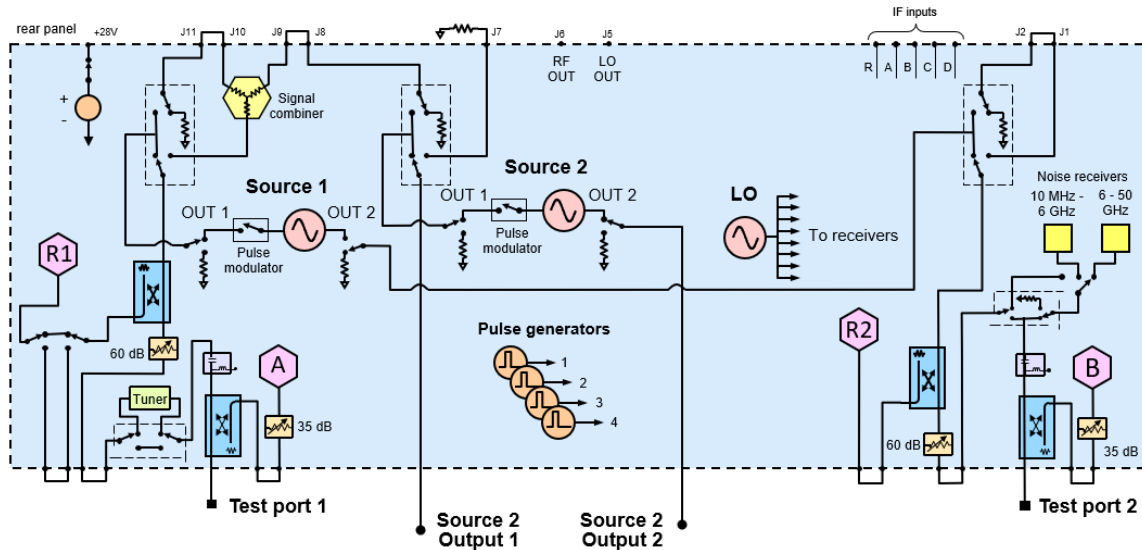 rear panel
+28V
J11
J10
J9
J8
J7
J6
J5
RF
OUT
LO
OUT
IF inputs
R
A
B
C
D
J2
J1
+
-
Signal
combiner
Source 1
OUT 1
OUT 2
Pulse
modulator
Source 2
OUT 1
OUT 2
Pulse
modulator
LO
To receivers
Noise receivers
10 MHz -
6 GHz
6 - 50
GHz
R1
60 dB
Tuner
A
35 dB
Pulse generators
1
2
3
4
R2
60 dB
B
35 dB
Test port 1
Source 2
Output 1
Source 2
Output 2
Test port 2